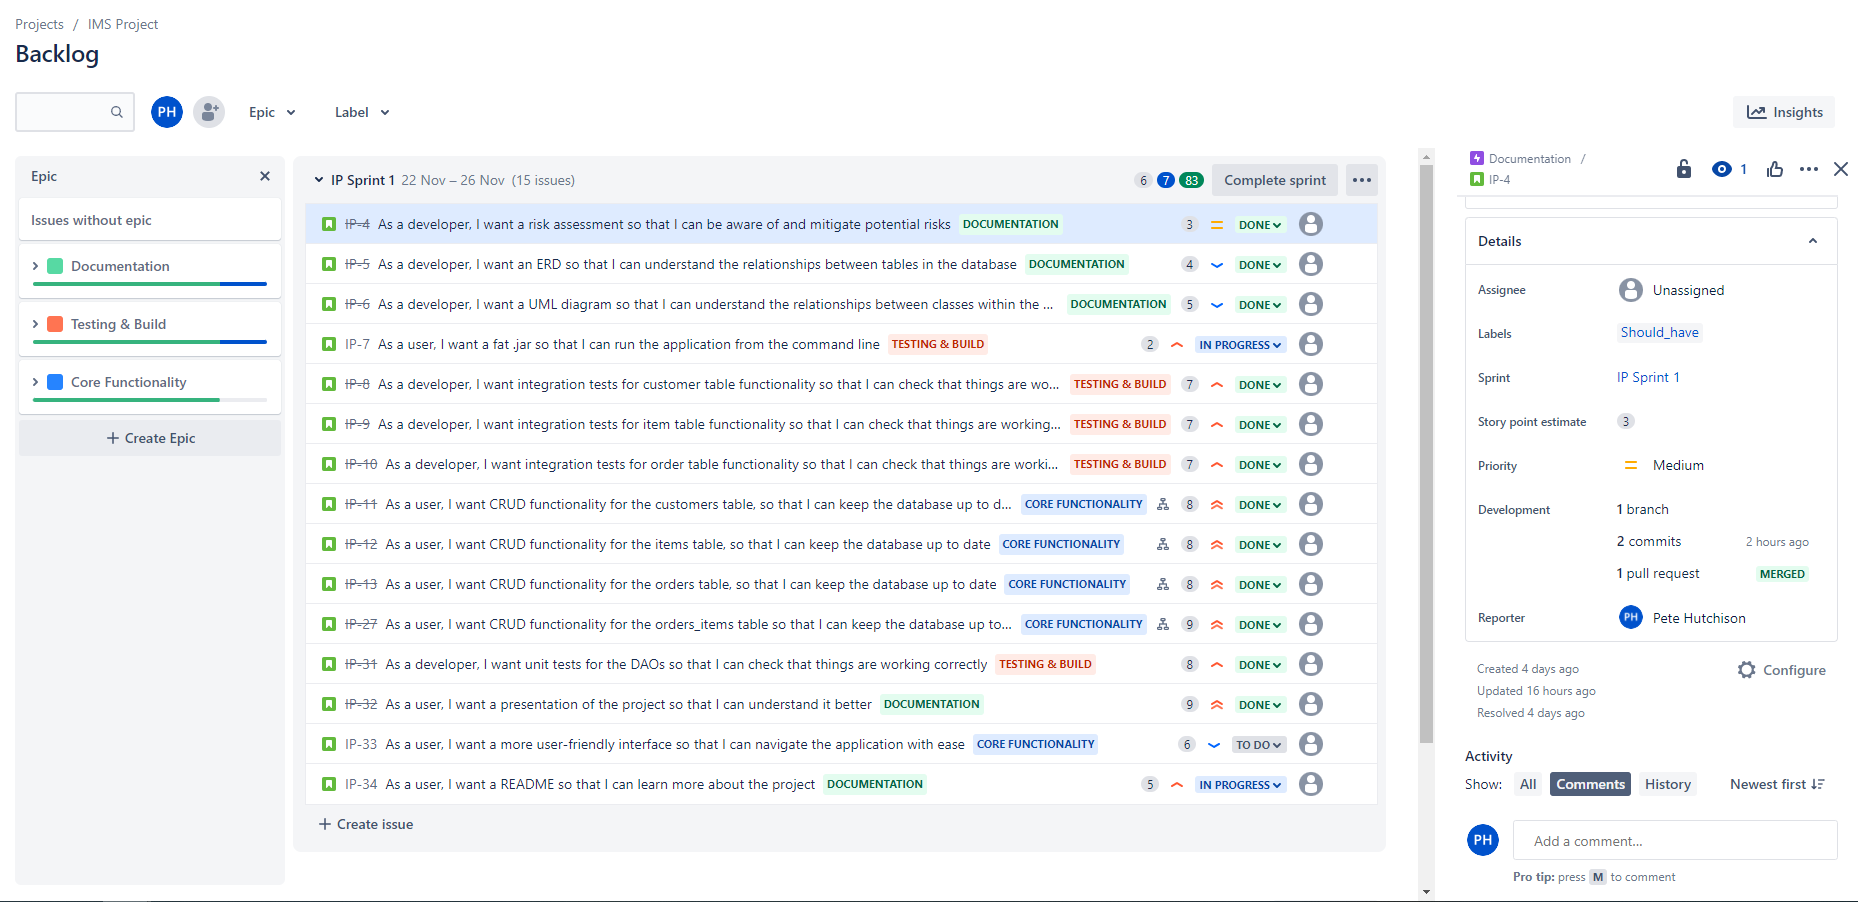 Projects / IMS Project
Backlog
PH
Epic
Label
Insights
Epic
Issues without epic
Documentation
Testing & Build
Core Functionality
+ Create Epic
IP Sprint 1 22 Nov – 26 Nov (15 issues) 6 7 83 Complete sprint •••
IP-4 As a developer, I want a risk assessment so that I can be aware of and mitigate potential risks DOCUMENTATION 3 DONE
IP-5 As a developer, I want an ERD so that I can understand the relationships between tables in the database DOCUMENTATION 4 DONE
IP-6 As a developer, I want a UML diagram so that I can understand the relationships between classes within the ... DOCUMENTATION 5 DONE
IP-7 As a user, I want a fat .jar so that I can run the application from the command line TESTING & BUILD 2 IN PROGRESS
IP-8 As a developer, I want integration tests for customer table functionality so that I can check that things are wo... TESTING & BUILD 7 DONE
IP-9 As a developer, I want integration tests for item table functionality so that I can check that things are working... TESTING & BUILD 7 DONE
IP-10 As a developer, I want integration tests for order table functionality so that I can check that things are worki... TESTING & BUILD 7 DONE
IP-11 As a user, I want CRUD functionality for the customers table, so that I can keep the database up to d... CORE FUNCTIONALITY 8 DONE
IP-12 As a user, I want CRUD functionality for the items table, so that I can keep the database up to date CORE FUNCTIONALITY 8 DONE
IP-13 As a user, I want CRUD functionality for the orders table, so that I can keep the database up to date CORE FUNCTIONALITY 8 DONE
IP-27 As a user, I want CRUD functionality for the orders_items table so that I can keep the database up to... CORE FUNCTIONALITY 9 DONE
IP-31 As a developer, I want unit tests for the DAOs so that I can check that things are working correctly TESTING & BUILD 8 DONE
IP-32 As a user, I want a presentation of the project so that I can understand it better DOCUMENTATION 9 DONE
IP-33 As a user, I want a more user-friendly interface so that I can navigate the application with ease CORE FUNCTIONALITY 6 TO DO
IP-34 As a user, I want a README so that I can learn more about the project DOCUMENTATION 5 IN PROGRESS
+ Create issue
Documentation /
IP-4
1
Details
Assignee Unassigned
Labels Should_have
Sprint IP Sprint 1
Story point estimate 3
Priority Medium
Development 1 branch
2 commits 2 hours ago
1 pull request MERGED
Reporter PH Pete Hutchison
Created 4 days ago
Updated 16 hours ago
Resolved 4 days ago
Configure
Activity
Show: All Comments History Newest first
PH Add a comment...
Pro tip: press M to comment